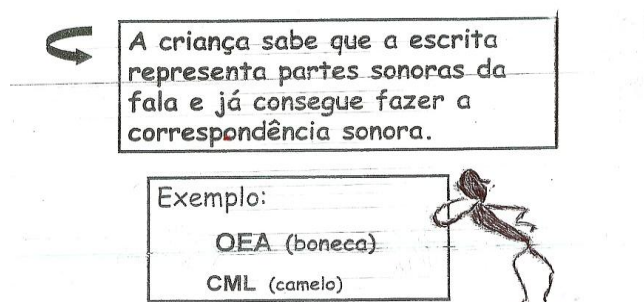 A criança sabe que a escrita
representa partes sonoras da
fala e já consegue fazer a
correspondência sonora.
Exemplo:
OEA (boneca)
CML (camelo)